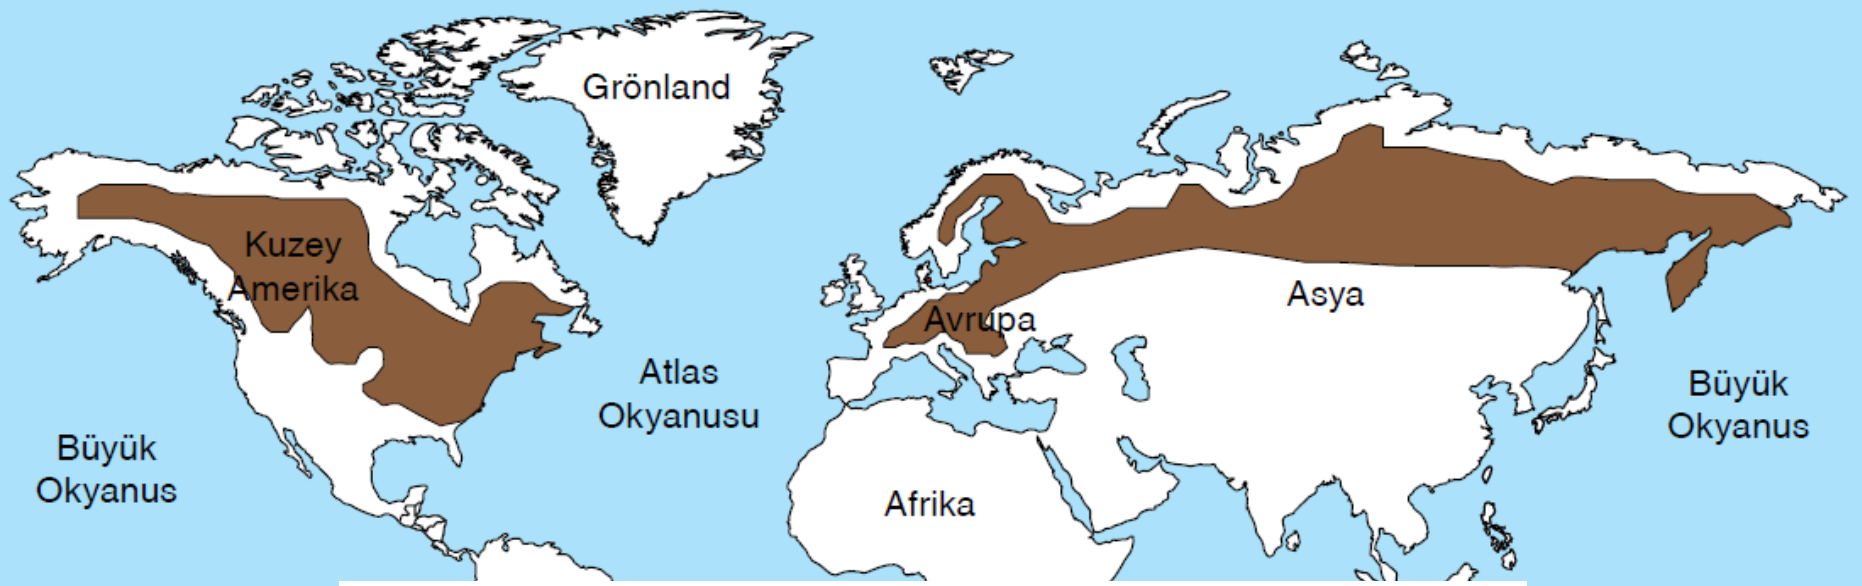 Grönland
Kuzey
Amerika
Asya
Avrupa
Atlas
Okyanusu
Büyük
Okyanus
Büyük
Okyanus
Afrika